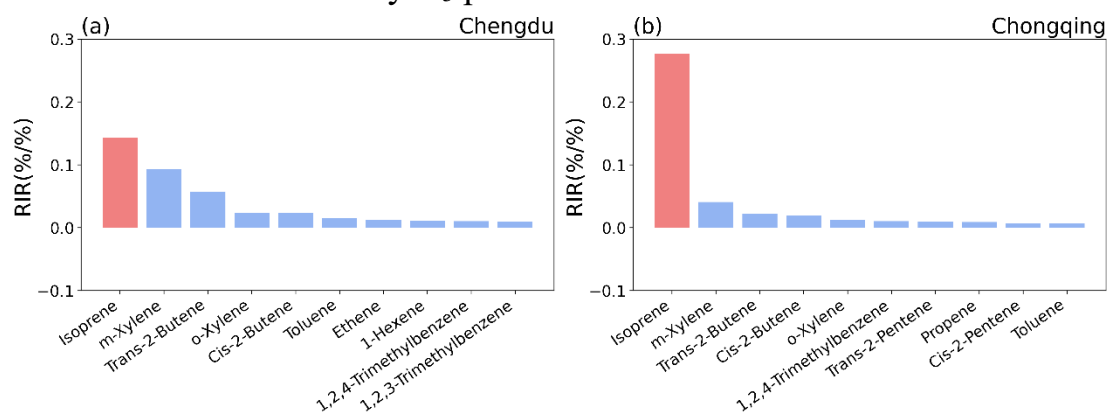 (a) Chengdu
RIR(%/%)
0.3
0.2
0.1
0.0
−0.1
Isoprene
m-Xylene
Trans-2-Butene
o-Xylene
Cis-2-Butene
Toluene
Ethene
1-Hexene
1,2,4-Trimethylbenzene
1,2,3-Trimethylbenzene
(b) Chongqing
RIR(%/%)
0.3
0.2
0.1
0.0
−0.1
Isoprene
m-Xylene
Trans-2-Butene
Cis-2-Butene
o-Xylene
1,2,4-Trimethylbenzene
Trans-2-Pentene
Propene
Cis-2-Pentene
Toluene